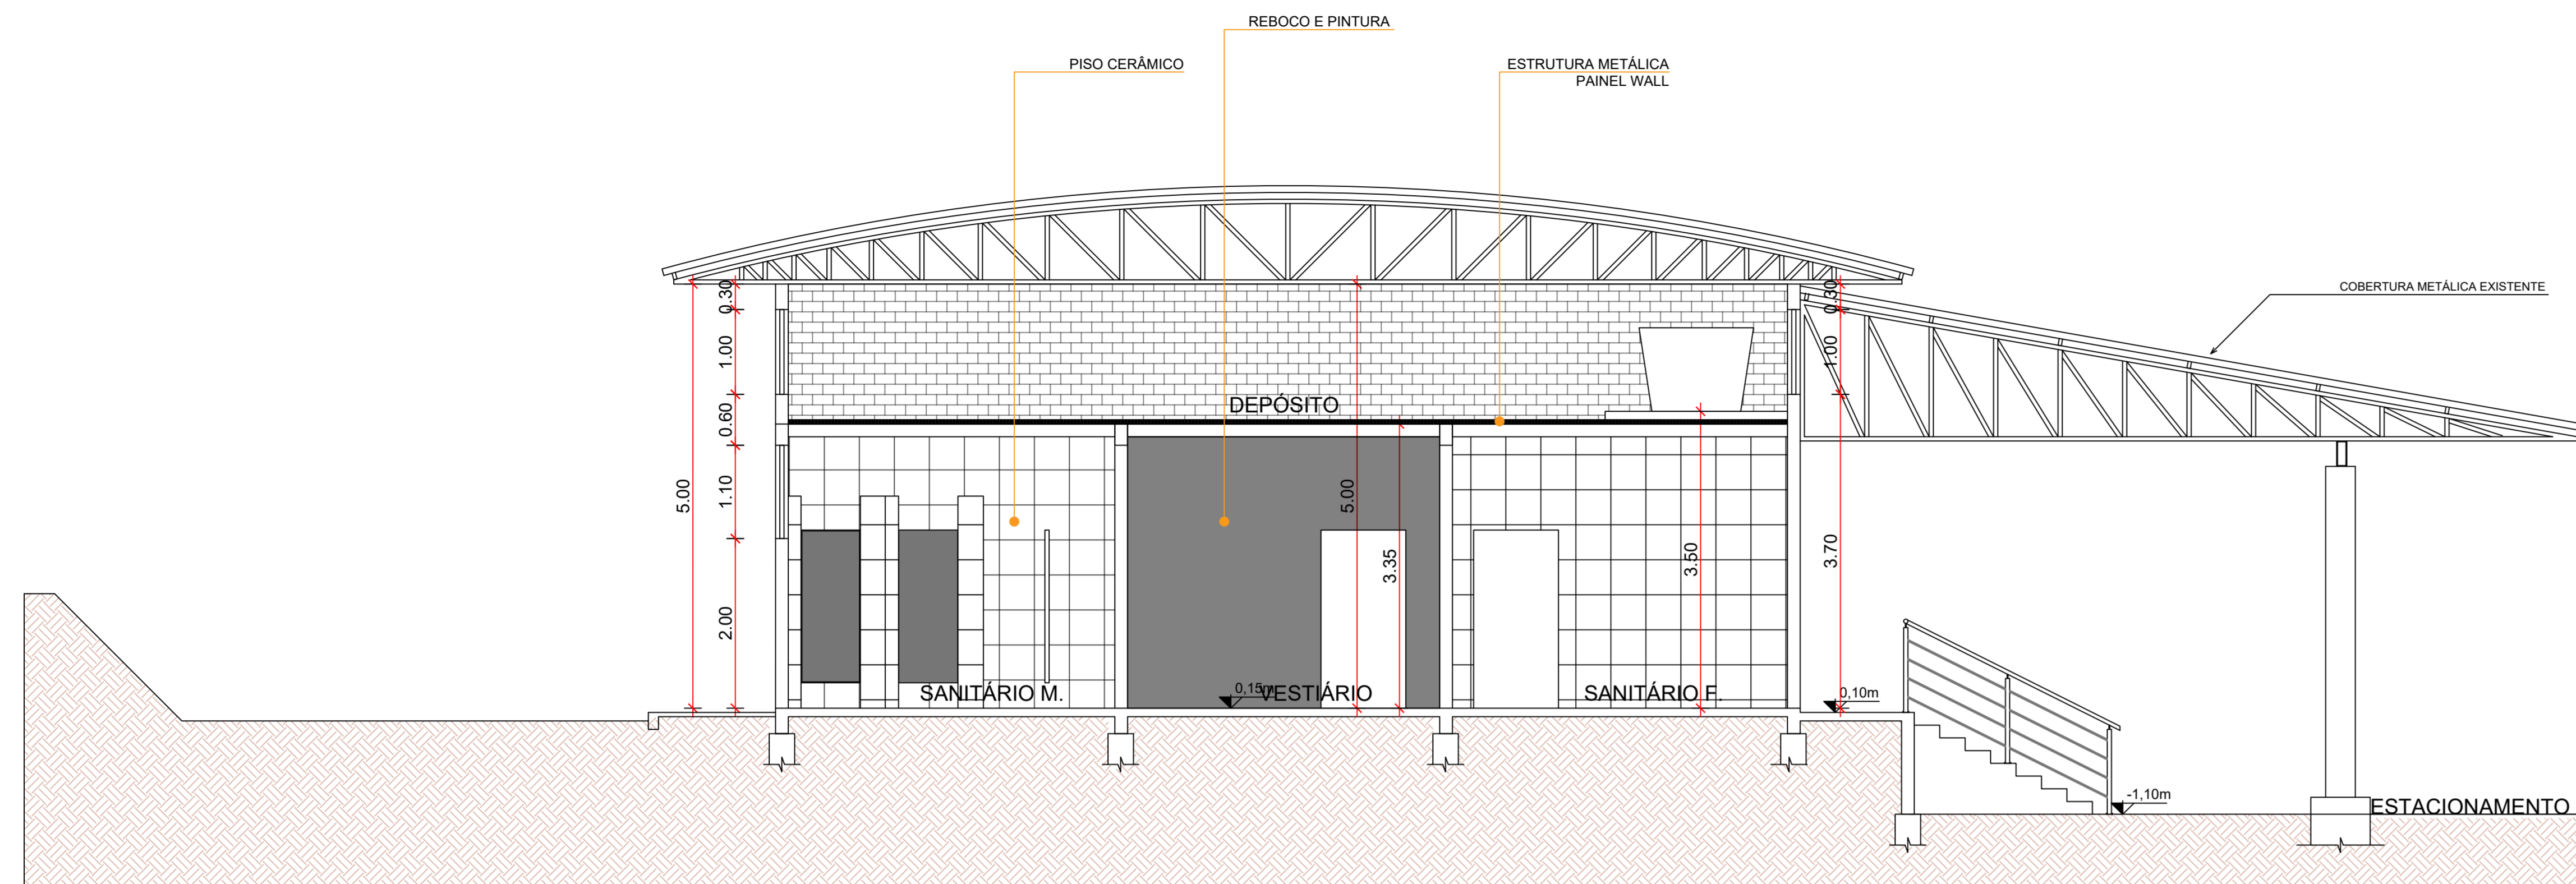 REBOCO E PINTURA
PISO CERÂMICO
ESTRUTURA METÁLICA
PAINEL WALL
COBERTURA METÁLICA EXISTENTE
0.30
1.00
0.60
1.10
2.00
5.00
DEPÓSITO
5.00
3.35
3.50
0.30
1.00
3.70
SANITÁRIO M.
0,15m
VESTIÁRIO
SANITÁRIO F.
0,10m
-1,10m
ESTACIONAMENTO